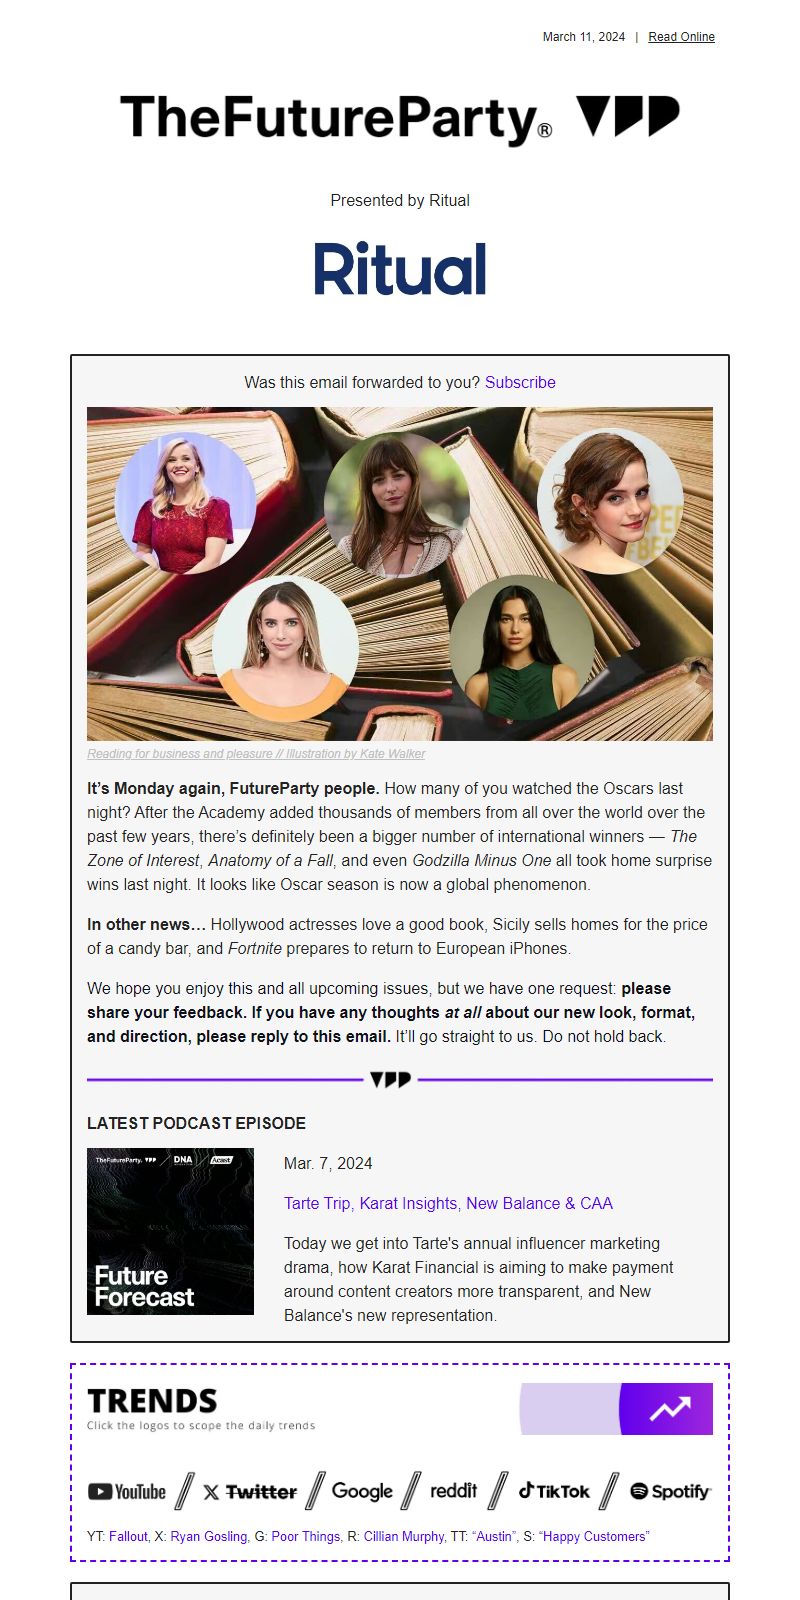 March 11, 2024 | Read Online
TheFutureParty®
Presented by Ritual
Ritual
Was this email forwarded to you? Subscribe
Reading for business and pleasure // Illustration by Kate Walker
It’s Monday again, FutureParty people. How many of you watched the Oscars last
night? After the Academy added thousands of members from all over the world over the
past few years, there’s definitely been a bigger number of international winners — The
Zone of Interest, Anatomy of a Fall, and even Godzilla Minus One all took home surprise
wins last night. It looks like Oscar season is now a global phenomenon.
In other news… Hollywood actresses love a good book, Sicily sells homes for the price
of a candy bar, and Fortnite prepares to return to European iPhones.
We hope you enjoy this and all upcoming issues, but we have one request: please
share your feedback. If you have any thoughts at all about our new look, format,
and direction, please reply to this email. It’ll go straight to us. Do not hold back.
LATEST PODCAST EPISODE
TheFutureParty. DNA Acast
Future
Forecast
Mar. 7, 2024
Tarte Trip, Karat Insights, New Balance & CAA
Today we get into Tarte's annual influencer marketing
drama, how Karat Financial is aiming to make payment
around content creators more transparent, and New
Balance's new representation.
TRENDS
Click the logos to scope the daily trends
YouTube X Twitter Google reddit TikTok Spotify
YT: Fallout, X: Ryan Gosling, G: Poor Things, R: Cillian Murphy, TT: “Austin”, S: “Happy Customers”